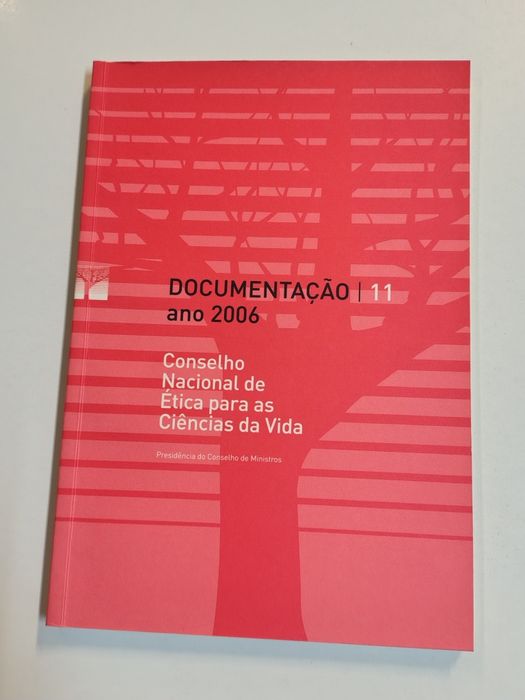 DOCUMENTAÇÃO | 11
ano 2006
Conselho
Nacional de
Ética para as
Ciências da Vida
Presidência do Conselho de Ministros